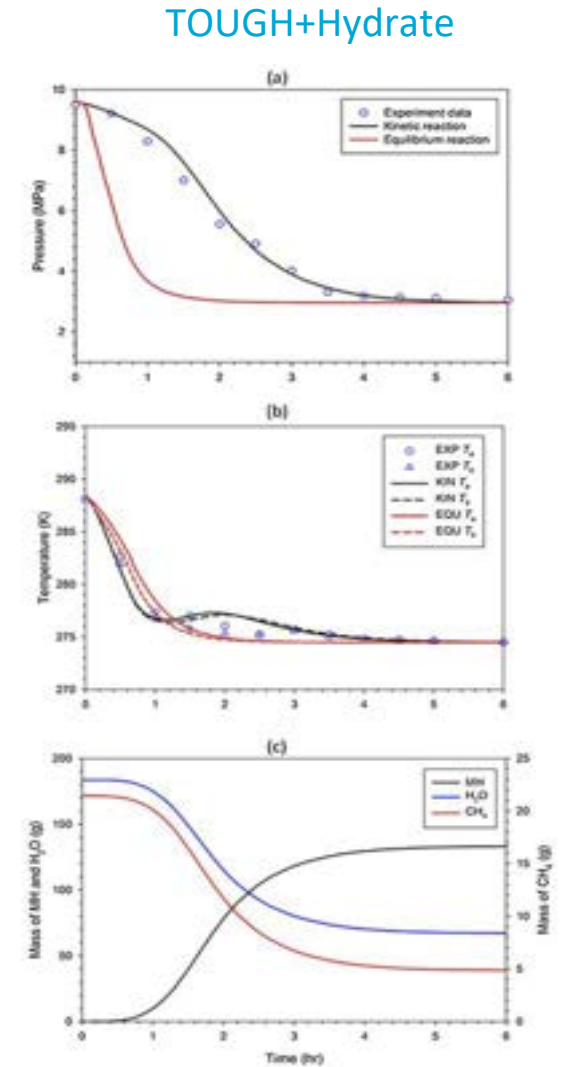 TOUGH+Hydrate
(a)
10
8
6
4
2
Pressure (MPa)
Experiment data
Kinetic reaction
Equilibrium reaction
0 1 2 3 4 5 6
(b)
295
290
285
280
275
270
Temperature (K)
EXP Tₐ
EXP
KIN Tₐ
KIN
EQU Tₐ
EQU
0 1 2 3 4 5 6
(c)
200
150
100
50
0
Mass of MH and H₂O (g)
MH
H₂O
CH₄
25
20
15
10
5
0
Mass of CH₄ (g)
0 1 2 3 4 5 6
Time (hr)